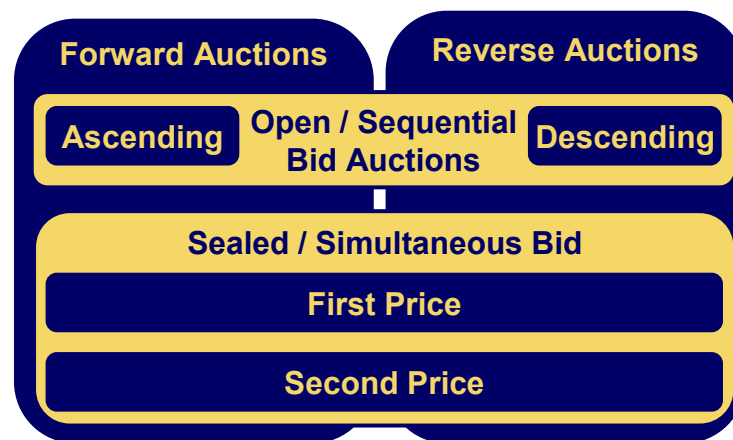 Forward Auctions
Reverse Auctions
Ascending
Open / Sequential
Bid Auctions
Descending
Sealed / Simultaneous Bid
First Price
Second Price